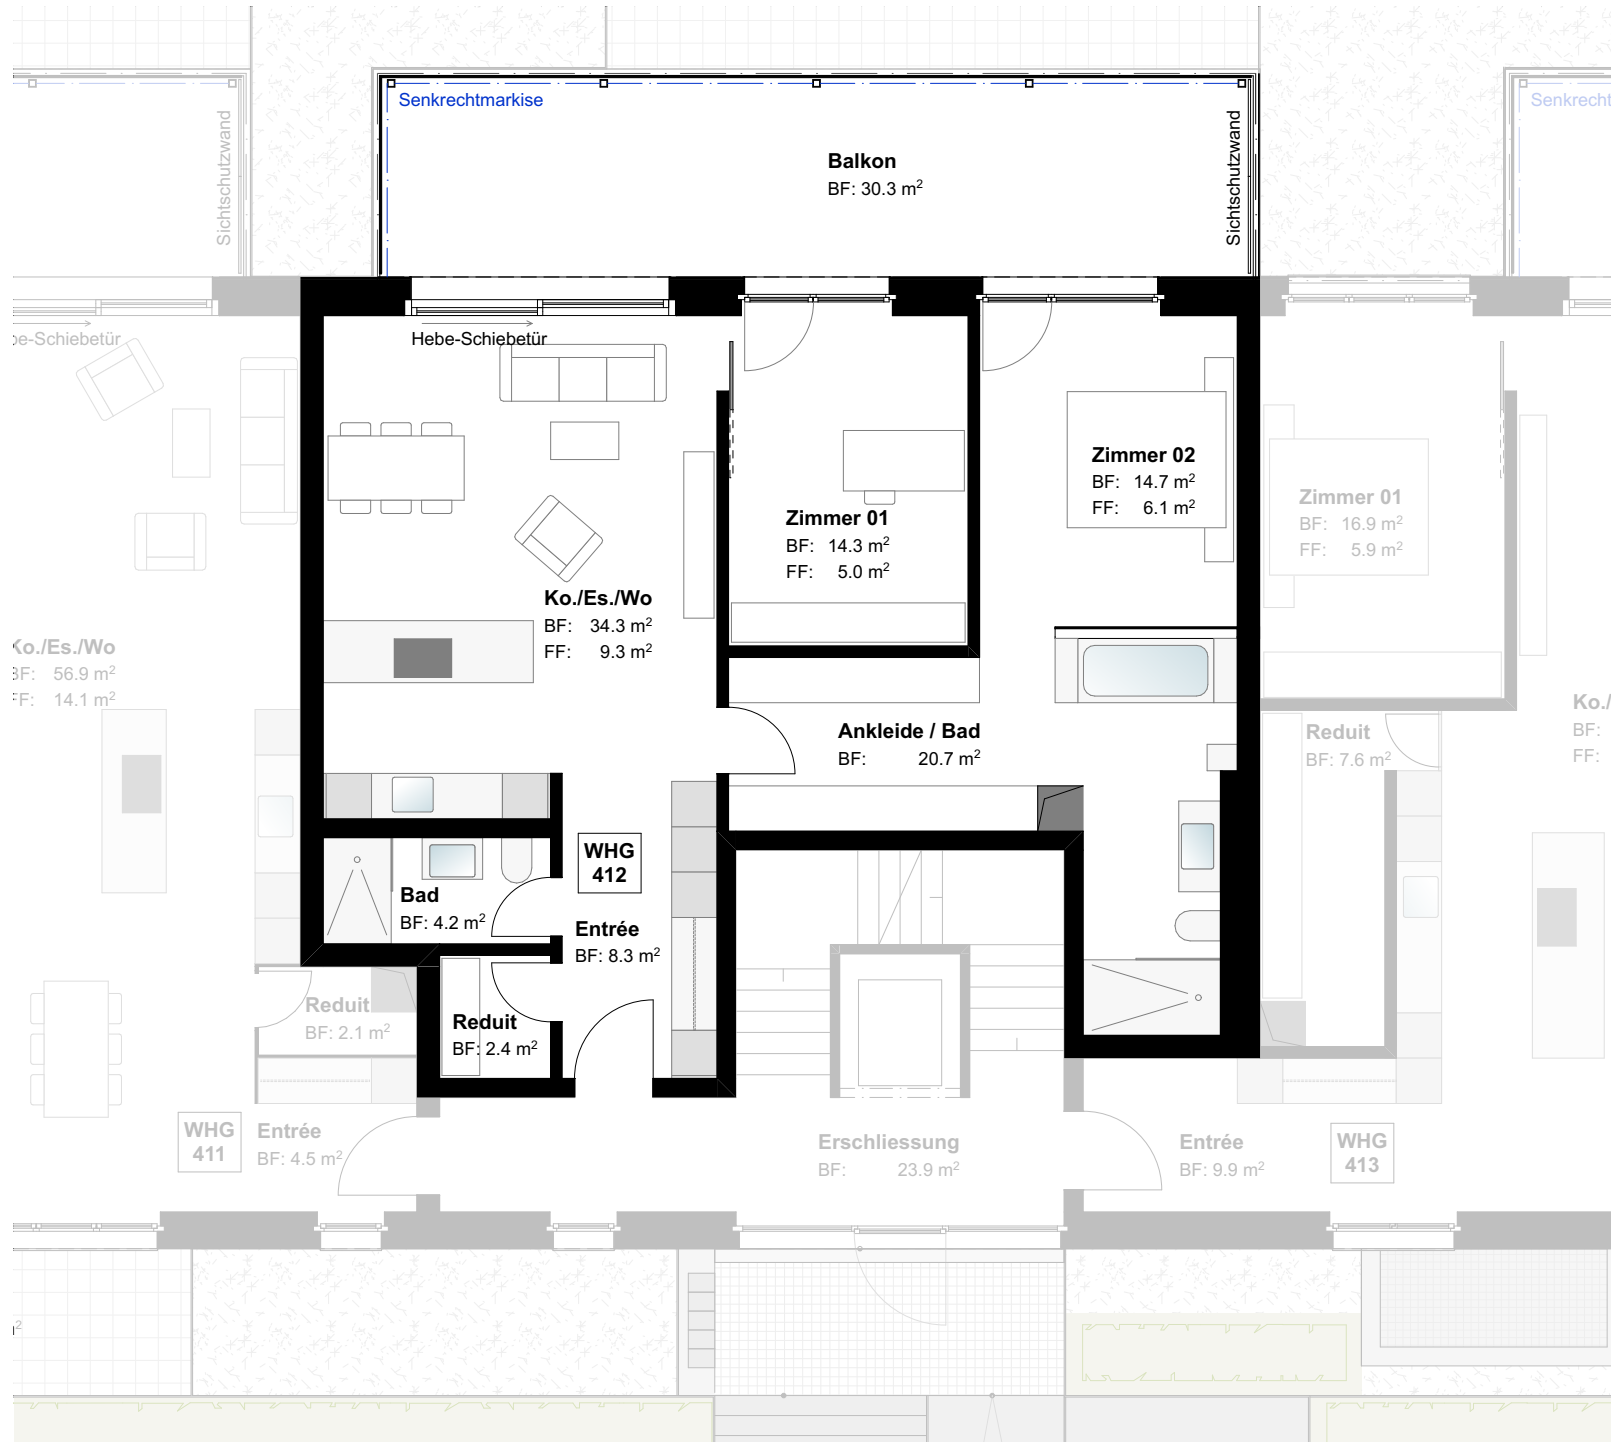 Senkrechtmarkise
Senkrecht
Sichtschutzwand
Balkon
BF: 30.3 m²
Sichtschutzwand
Hebe-Schiebetür
be-Schiebetür
Zimmer 02
BF: 14.7 m²
FF: 6.1 m²
Zimmer 01
BF: 16.9 m²
FF: 5.9 m²
Zimmer 01
BF: 14.3 m²
FF: 5.0 m²
Ko./Es./Wo
BF: 34.3 m²
FF: 9.3 m²
Ko./Es./Wo
BF: 56.9 m²
FF: 14.1 m²
Ko./
BF:
FF:
Ankleide / Bad
BF: 20.7 m²
Reduit
BF: 7.6 m²
WHG
412
Bad
BF: 4.2 m²
Entrée
BF: 8.3 m²
Reduit
BF: 2.1 m²
Reduit
BF: 2.4 m²
WHG
411
Entrée
BF: 4.5 m²
Erschliessung
BF: 23.9 m²
Entrée
BF: 9.9 m²
WHG
413